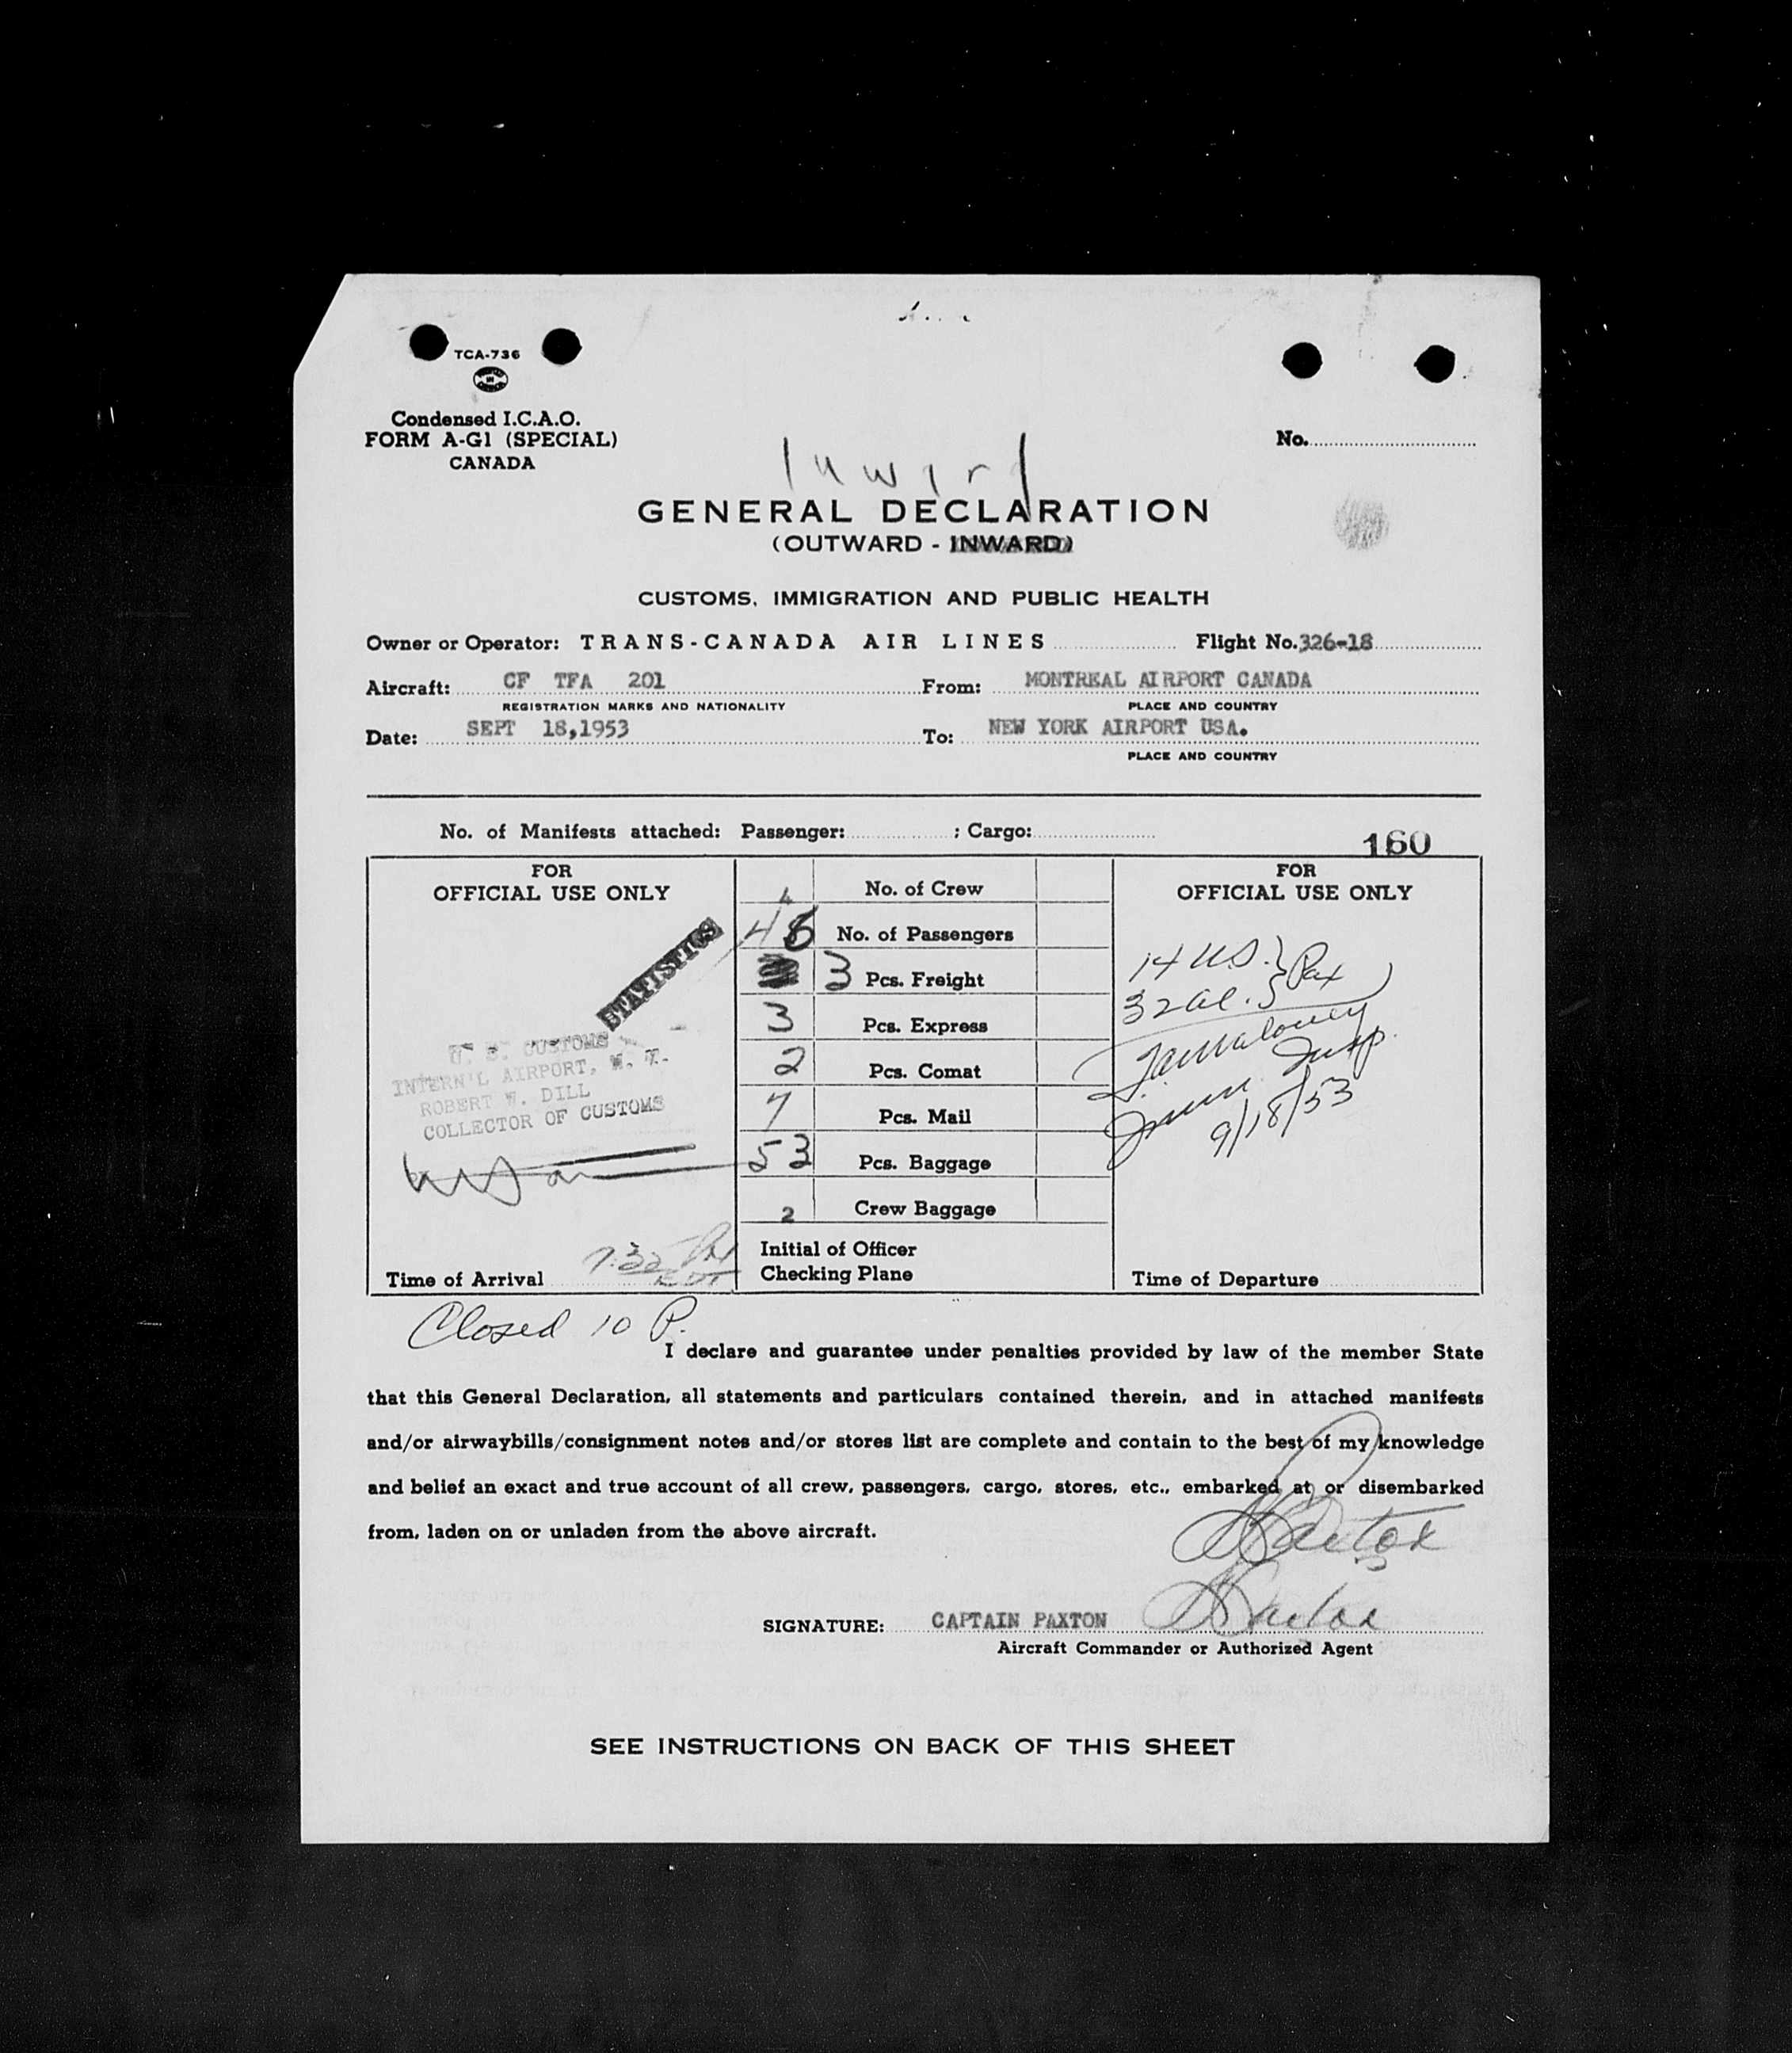 TCA-736
Condensed I.C.A.O.
FORM A-G1 (SPECIAL)
CANADA
No.
Inward
GENERAL DECLARATION
(OUTWARD - INWARD)
CUSTOMS, IMMIGRATION AND PUBLIC HEALTH
Owner or Operator: TRANS-CANADA AIR LINES Flight No. 326-18
Aircraft: CF TFA 201 From: MONTREAL AIRPORT CANADA
REGISTRATION MARKS AND NATIONALITY PLACE AND COUNTRY
Date: SEPT 18,1953 To: NEW YORK AIRPORT USA.
PLACE AND COUNTRY
No. of Manifests attached: Passenger: ; Cargo:
160
FOR
OFFICIAL USE ONLY
STATISTICS
U. S. CUSTOMS
INTERN'L AIRPORT, N. Y.
ROBERT W. DILL
COLLECTOR OF CUSTOMS
Time of Arrival 7:32 PM
EDT
No. of Crew
No. of Passengers
3 Pcs. Freight
3 Pcs. Express
2 Pcs. Comat
7 Pcs. Mail
53 Pcs. Baggage
2 Crew Baggage
Initial of Officer
Checking Plane
FOR
OFFICIAL USE ONLY
14 U.S. } Pax
32 al.
Maloney
Immn. Insp.
9/18/53
Time of Departure
Closed 10 P.
I declare and guarantee under penalties provided by law of the member State
that this General Declaration, all statements and particulars contained therein, and in attached manifests
and/or airwaybills/consignment notes and/or stores list are complete and contain to the best of my knowledge
and belief an exact and true account of all crew, passengers, cargo, stores, etc., embarked at or disembarked
from, laden on or unladen from the above aircraft.
Paxton
SIGNATURE: CAPTAIN PAXTON Paxton
Aircraft Commander or Authorized Agent
SEE INSTRUCTIONS ON BACK OF THIS SHEET